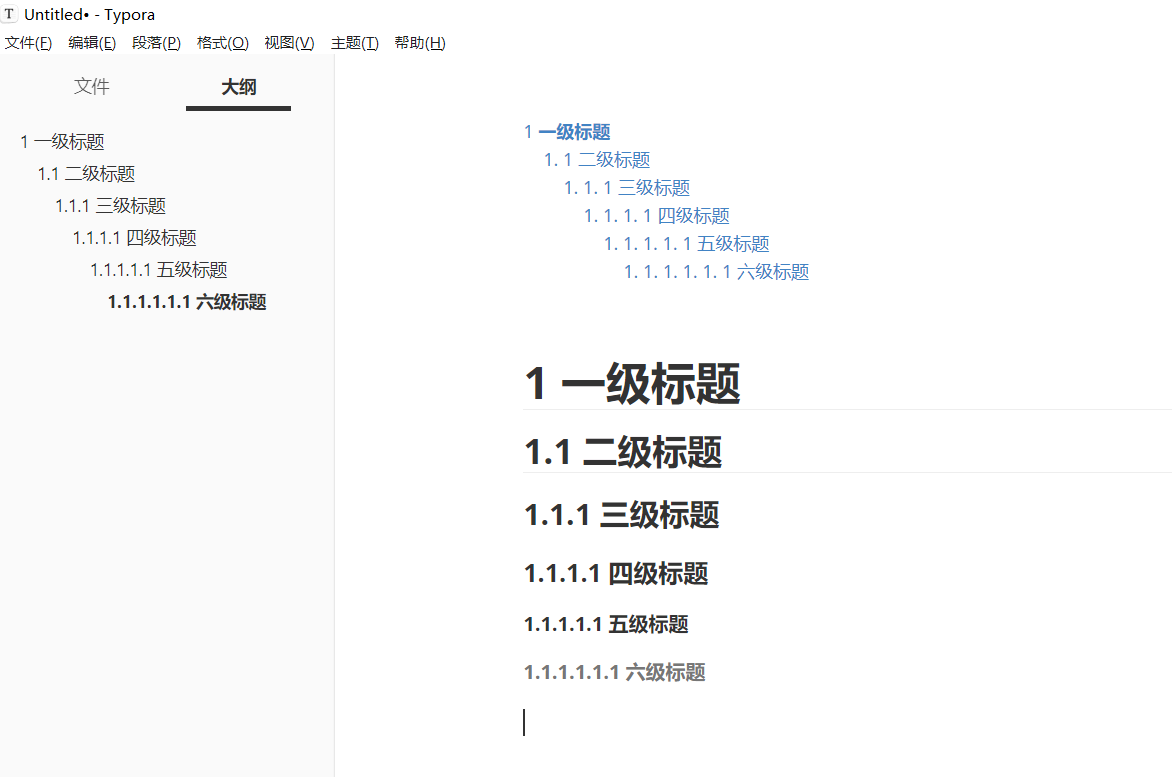 T Untitled• - Typora
文件(F) 编辑(E) 段落(P) 格式(O) 视图(V) 主题(T) 帮助(H)
文件 大纲
1 一级标题
1.1 二级标题
1.1.1 三级标题
1.1.1.1 四级标题
1.1.1.1.1 五级标题
1.1.1.1.1.1 六级标题
1 一级标题
1. 1 二级标题
1. 1. 1 三级标题
1. 1. 1. 1 四级标题
1. 1. 1. 1. 1 五级标题
1. 1. 1. 1. 1. 1 六级标题
1 一级标题
1.1 二级标题
1.1.1 三级标题
1.1.1.1 四级标题
1.1.1.1.1 五级标题
1.1.1.1.1.1 六级标题